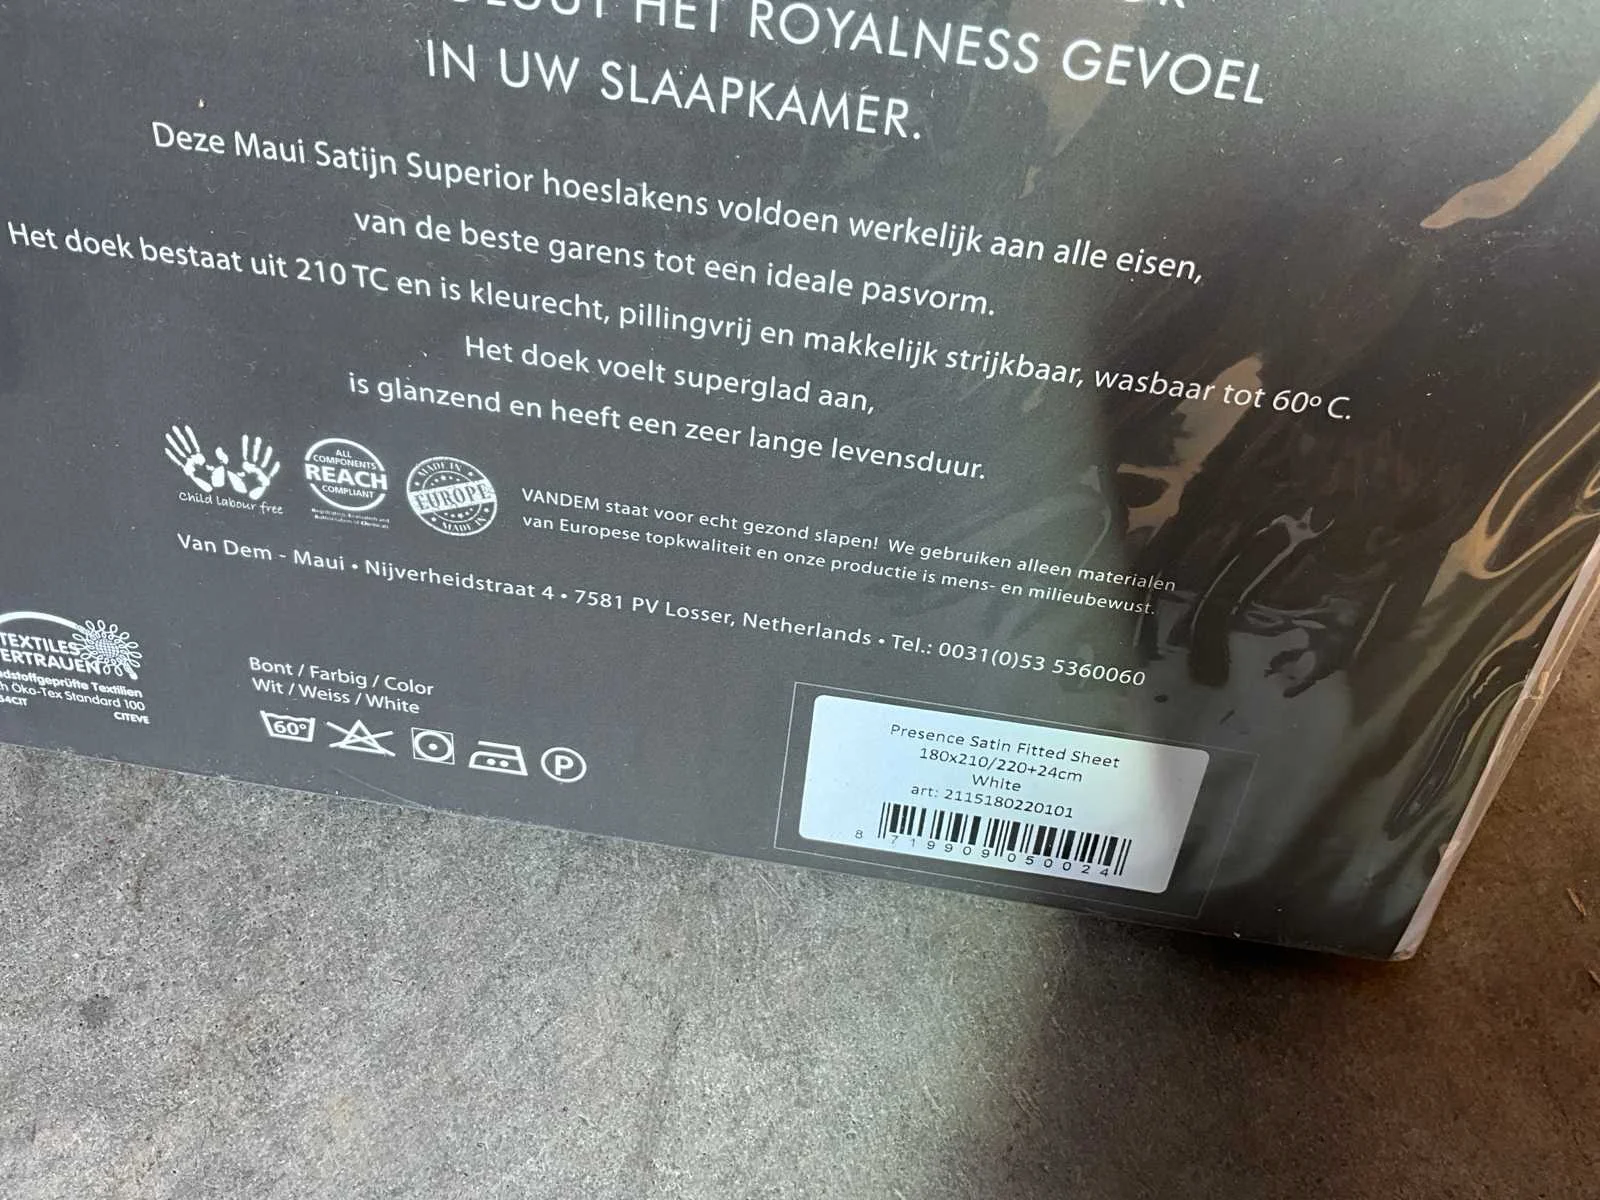 HET ROYALNESS GEVOEL
IN UW SLAAPKAMER.
Deze Maui Satijn Superior hoeslakens voldoen werkelijk aan alle eisen,
van de beste garens tot een ideale pasvorm.
Het doek bestaat uit 210 TC en is kleurecht, pillingvrij en makkelijk strijkbaar, wasbaar tot 60º C.
Het doek voelt superglad aan,
is glanzend en heeft een zeer lange levensduur.
Child Labour free
ALL
COMPONENTS
REACH
COMPLIANT
MADE IN
EUROPE
MADE IN
VANDEM staat voor echt gezond slapen! We gebruiken alleen materialen
van Europese topkwaliteit en onze productie is mens- en milieubewust.
Van Dem - Maui • Nijverheidstraat 4 • 7581 PV Losser, Netherlands • Tel.: 0031(0)53 5360060
TEXTILES
ERTRAUEN
dstoffgeprüfte Textilien
h Öko-Tex Standard 100
54CIT
CITEVE
Bont / Farbig / Color
Wit / Weiss / White
60°
P
Presence Satin Fitted Sheet
180x210/220+24cm
White
art: 2115180220101
8 719909 050024